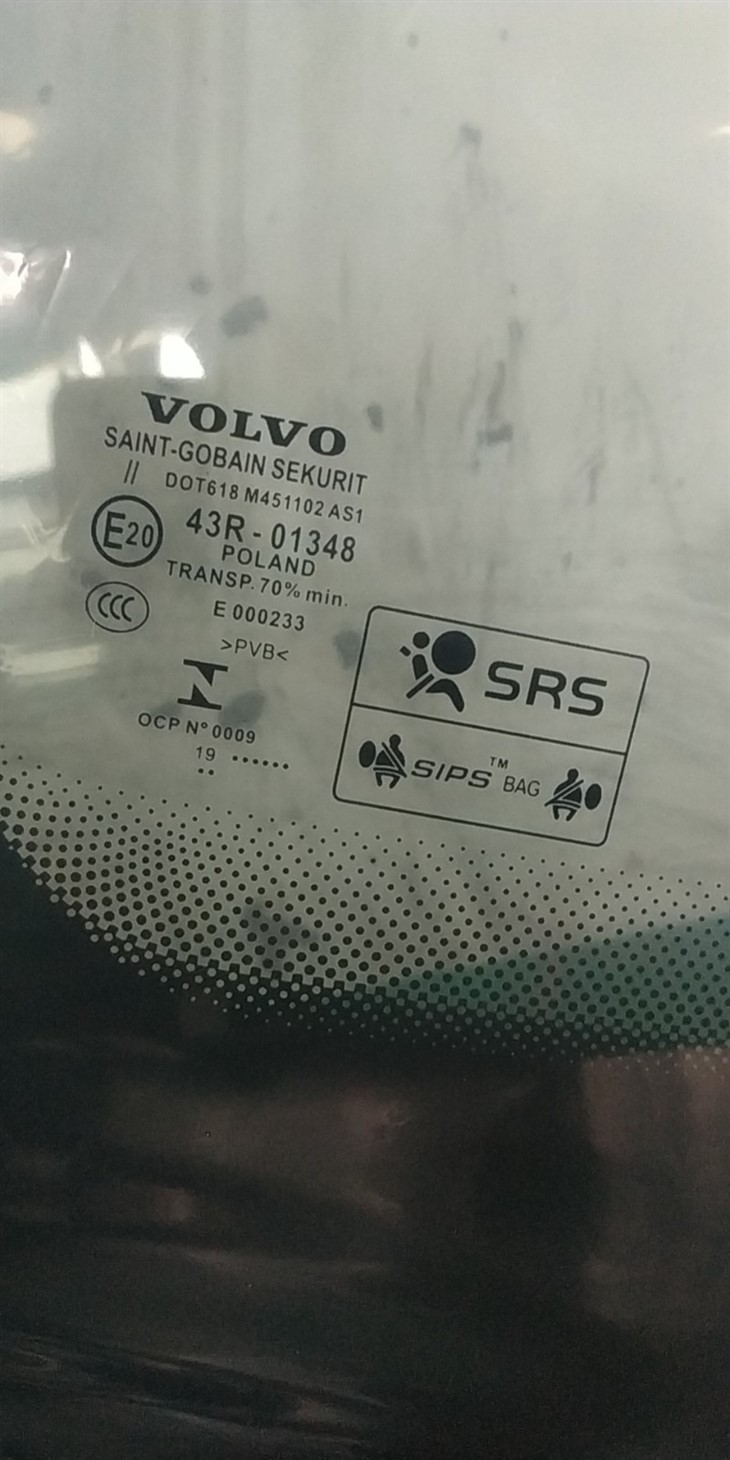 VOLVO
SAINT-GOBAIN SEKURIT
// DOT618 M451102 AS1
E20 43R - 01348
POLAND
TRANSP. 70% min.
CCC E 000233
>PVB<
OCP Nº 0009
19 ······
··
SRS
SIPS™ BAG